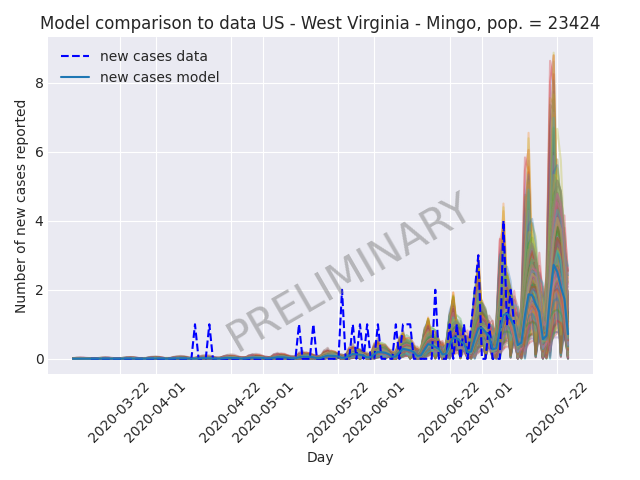 Model comparison to data US - West Virginia - Mingo, pop. = 23424
new cases data
new cases model
Number of new cases reported
8
6
4
2
0
PRELIMINARY
2020-03-22
2020-04-01
2020-04-22
2020-05-01
2020-05-22
2020-06-01
2020-06-22
2020-07-01
2020-07-22
Day